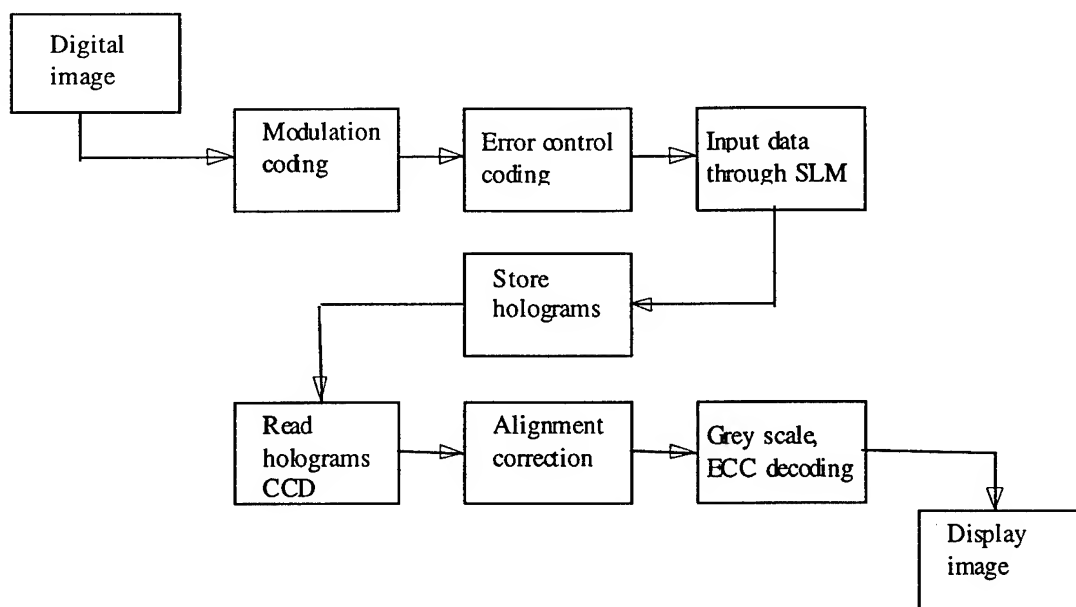 Digital
image
Modulation
coding
Error control
coding
Input data
through SLM
Store
holograms
Read
holograms
CCD
Alignment
correction
Grey scale,
ECC decoding
Display
image